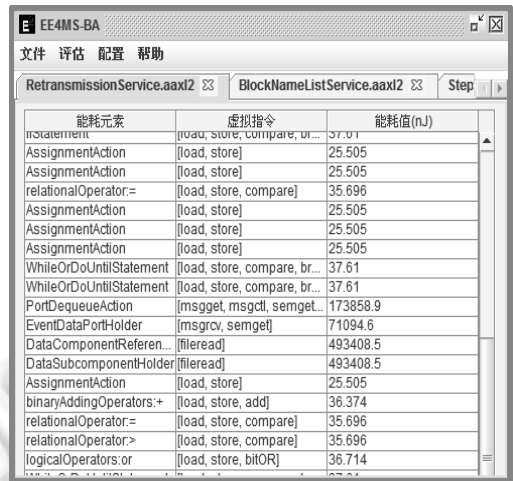 E EE4MS-BA
文件 评估 配置 帮助
RetransmissionService.aaxl2 BlockNameListService.aaxl2 Step
能耗元素 虚拟指令 能耗值(nJ)
IfStatement [load, store, compare, br... 37.61
AssignmentAction [load, store] 25.505
relationalOperator:= [load, store, compare] 35.696
AssignmentAction [load, store] 25.505
AssignmentAction [load, store] 25.505
AssignmentAction [load, store] 25.505
WhileOrDoUntilStatement [load, store, compare, br... 37.61
WhileOrDoUntilStatement [load, store, compare, br... 37.61
PortDequeueAction [msgget, msgctl, semget... 173858.9
EventDataPortHolder [msgrcv, semget] 71094.6
DataComponentReferen... [fileread] 493408.5
DataSubcomponentHolder [fileread] 493408.5
AssignmentAction [load, store] 25.505
binaryAddingOperators:+ [load, store, add] 36.374
relationalOperator:= [load, store, compare] 35.696
relationalOperator:> [load, store, compare] 35.696
logicalOperators:or [load, store, bitOR] 36.714